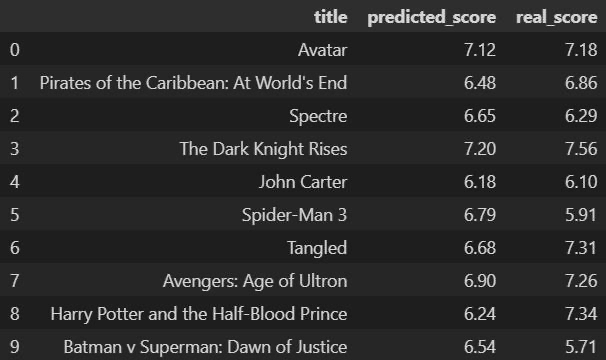 title predicted_score real_score
0 Avatar 7.12 7.18
1 Pirates of the Caribbean: At World's End 6.48 6.86
2 Spectre 6.65 6.29
3 The Dark Knight Rises 7.20 7.56
4 John Carter 6.18 6.10
5 Spider-Man 3 6.79 5.91
6 Tangled 6.68 7.31
7 Avengers: Age of Ultron 6.90 7.26
8 Harry Potter and the Half-Blood Prince 6.24 7.34
9 Batman v Superman: Dawn of Justice 6.54 5.71